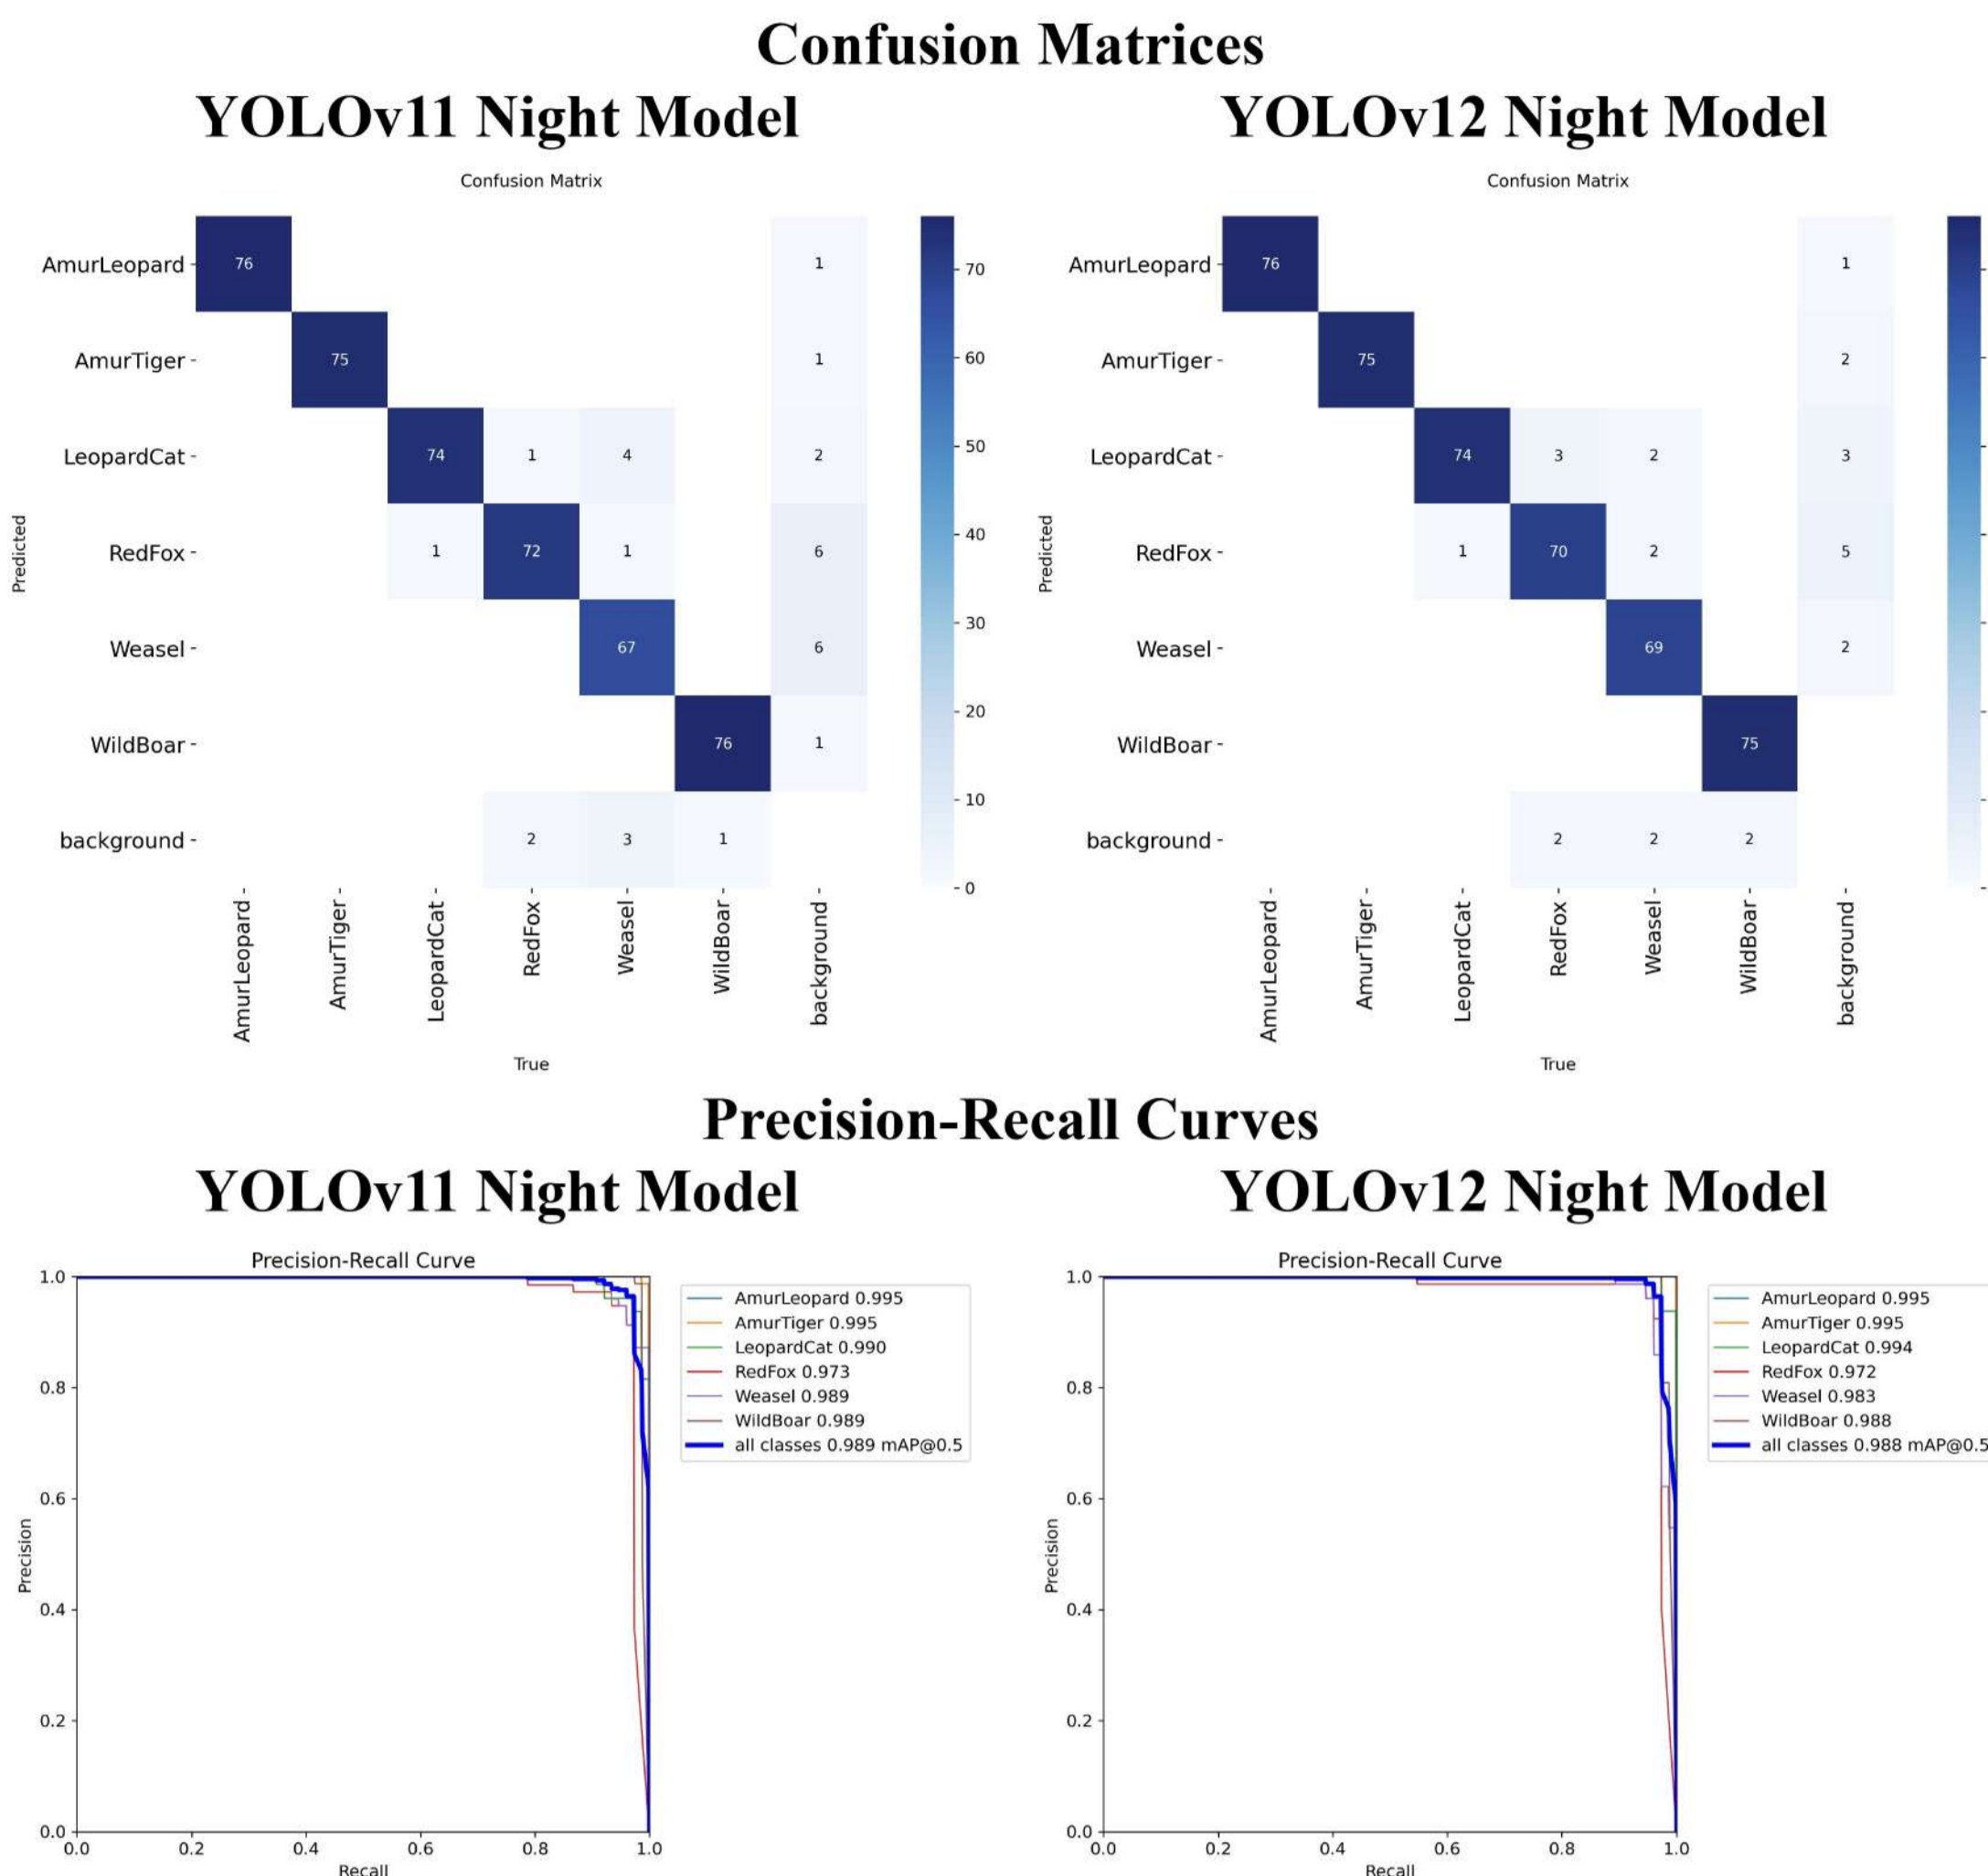 Confusion Matrices
YOLOv11 Night Model
YOLOv12 Night Model
Confusion Matrix
Predicted
AmurLeopard
76
1
AmurTiger
75
1
LeopardCat
74
1
4
2
RedFox
1
72
1
6
Weasel
67
6
WildBoar
76
1
background
2
3
1
70
60
50
40
30
20
10
0
AmurLeopard
AmurTiger
LeopardCat
RedFox
Weasel
WildBoar
background
True
Confusion Matrix
Predicted
AmurLeopard
76
1
AmurTiger
75
2
LeopardCat
74
3
2
3
RedFox
1
70
2
5
Weasel
69
2
WildBoar
75
background
2
2
2
AmurLeopard
AmurTiger
LeopardCat
RedFox
Weasel
WildBoar
background
True
Precision-Recall Curves
YOLOv11 Night Model
YOLOv12 Night Model
Precision-Recall Curve
Precision
1.0
0.8
0.6
0.4
0.2
0.0
0.0 0.2 0.4 0.6 0.8 1.0
Recall
AmurLeopard 0.995
AmurTiger 0.995
LeopardCat 0.990
RedFox 0.973
Weasel 0.989
WildBoar 0.989
all classes 0.989 mAP@0.5
Precision-Recall Curve
Precision
1.0
0.8
0.6
0.4
0.2
0.0
0.0 0.2 0.4 0.6 0.8 1.0
Recall
AmurLeopard 0.995
AmurTiger 0.995
LeopardCat 0.994
RedFox 0.972
Weasel 0.983
WildBoar 0.988
all classes 0.988 mAP@0.5